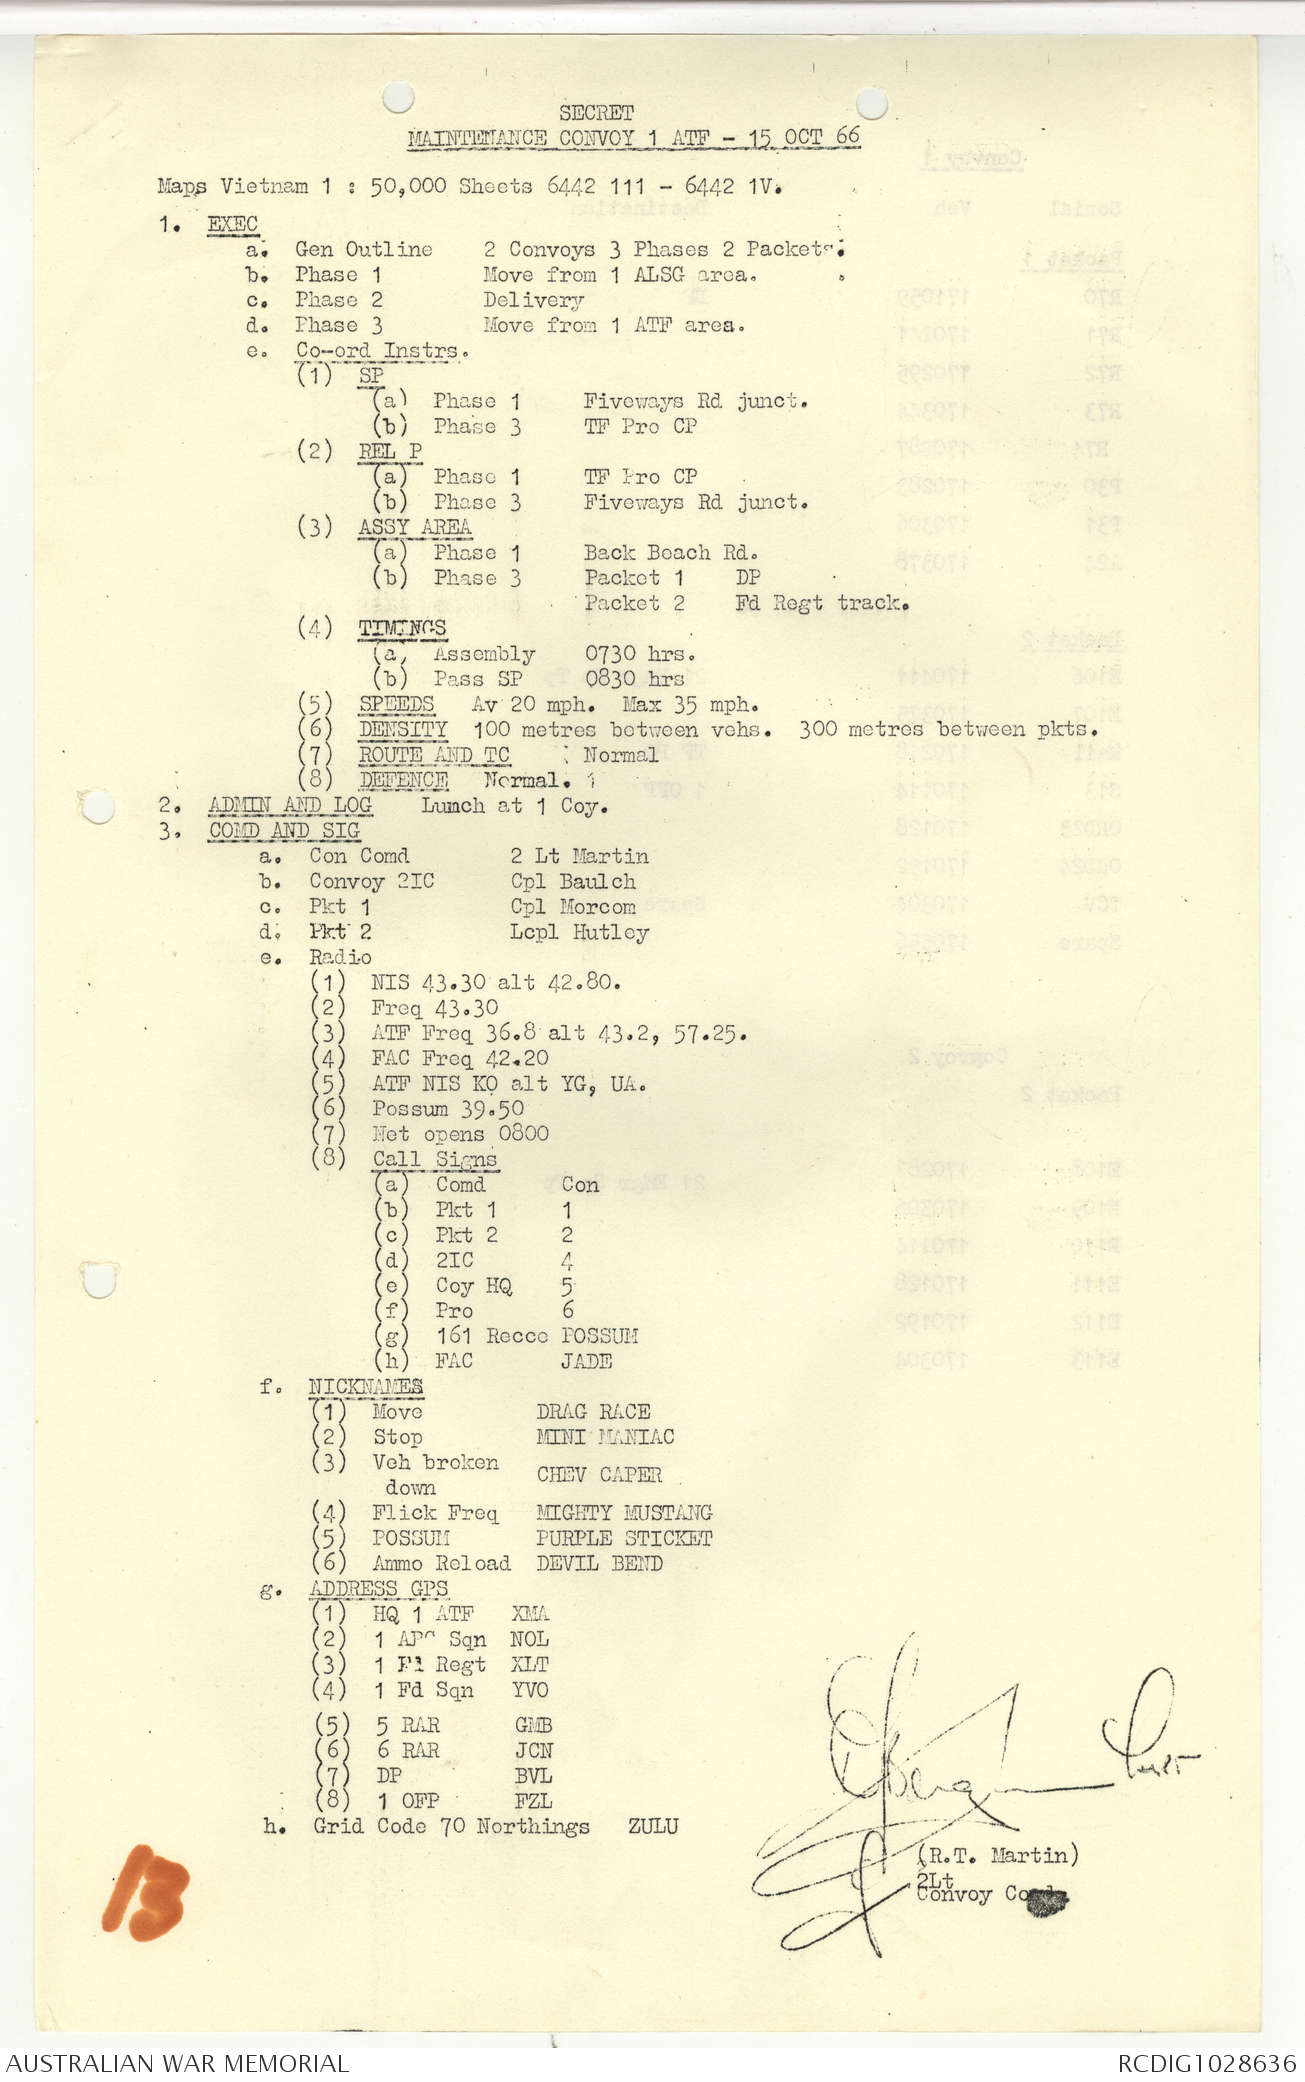 SECRET
MAINTENANCE CONVOY 1 ATF - 15 OCT 66
Maps Vietnam 1 : 50,000 Sheets 6442 111 - 6442 1V.
1. EXEC
a. Gen Outline 2 Convoys 3 Phases 2 Packets.
b. Phase 1 Move from 1 ALSG area.
c. Phase 2 Delivery
d. Phase 3 Move from 1 ATF area.
e. Co-ord Instrs.
(1) SP
(a) Phase 1 Fiveways Rd junct.
(b) Phase 3 TF Pro CP
(2) REL P
(a) Phase 1 TF Pro CP
(b) Phase 3 Fiveways Rd junct.
(3) ASSY AREA
(a) Phase 1 Back Beach Rd.
(b) Phase 3 Packet 1 DP
Packet 2 Fd Regt track.
(4) TIMINGS
(a) Assembly 0730 hrs.
(b) Pass SP 0830 hrs
(5) SPEEDS Av 20 mph. Max 35 mph.
(6) DENSITY 100 metres between vehs. 300 metres between pkts.
(7) ROUTE AND TC : Normal
(8) DEFENCE Normal.
2. ADMIN AND LOG Lunch at 1 Coy.
3. COMD AND SIG
a. Con Comd 2 Lt Martin
b. Convoy 2IC Cpl Baulch
c. Pkt 1 Cpl Morcom
d. Pkt 2 Lcpl Hutley
e. Radio
(1) NIS 43.30 alt 42.80.
(2) Freq 43.30
(3) ATF Freq 36.8 alt 43.2, 57.25.
(4) FAC Freq 42.20
(5) ATF NIS KO alt YG, UA.
(6) Possum 39.50
(7) Net opens 0800
(8) Call Signs
(a) Comd Con
(b) Pkt 1 1
(c) Pkt 2 2
(d) 2IC 4
(e) Coy HQ 5
(f) Pro 6
(g) 161 Recce POSSUM
(h) FAC JADE
f. NICKNAMES
(1) Move DRAG RACE
(2) Stop MINI MANIAC
(3) Veh broken
down CHEV CAPER
(4) Flick Freq MIGHTY MUSTANG
(5) POSSUM PURPLE STICKET
(6) Ammo Reload DEVIL BEND
g. ADDRESS GPS
(1) HQ 1 ATF XMA
(2) 1 APC Sqn NOL
(3) 1 Fd Regt XLT
(4) 1 Fd Sqn YVO
(5) 5 RAR GMB
(6) 6 RAR JCN
(7) DP BVL
(8) 1 OFP FZL
h. Grid Code 70 Northings ZULU
(R.T. Martin)
2Lt
Convoy Comd
13
AUSTRALIAN WAR MEMORIAL
RCDIG1028636